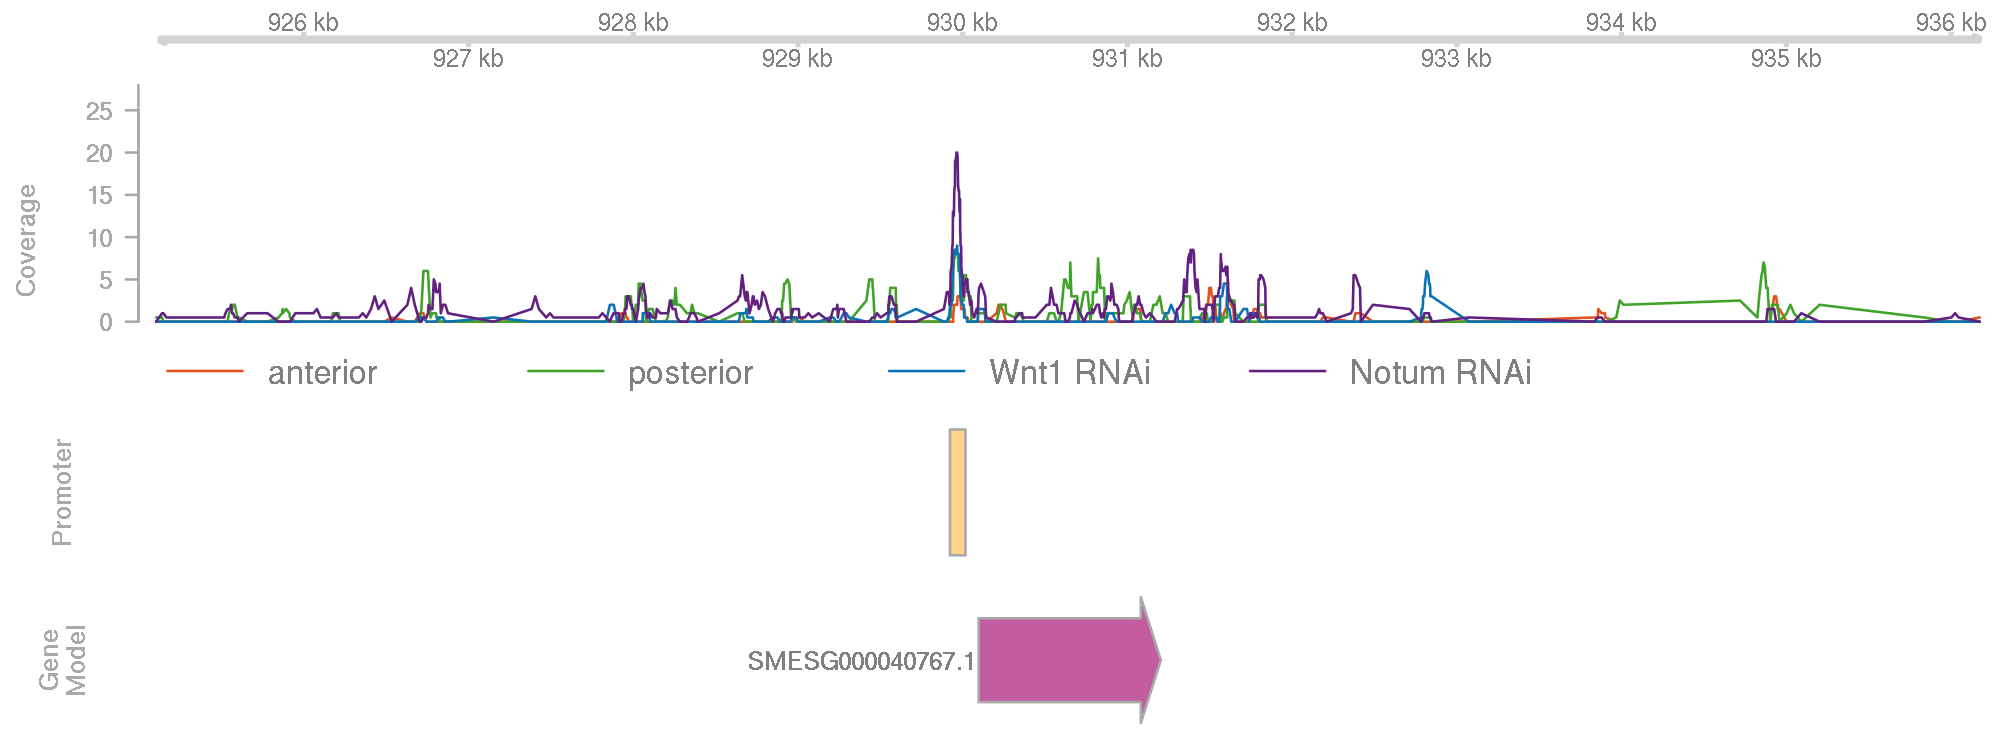 926 kb 928 kb 930 kb 932 kb 934 kb 936 kb
927 kb 929 kb 931 kb 933 kb 935 kb
Coverage
25
20
15
10
5
0
anterior posterior Wnt1 RNAi Notum RNAi
Promoter
Gene
Model
SMESG000040767.1